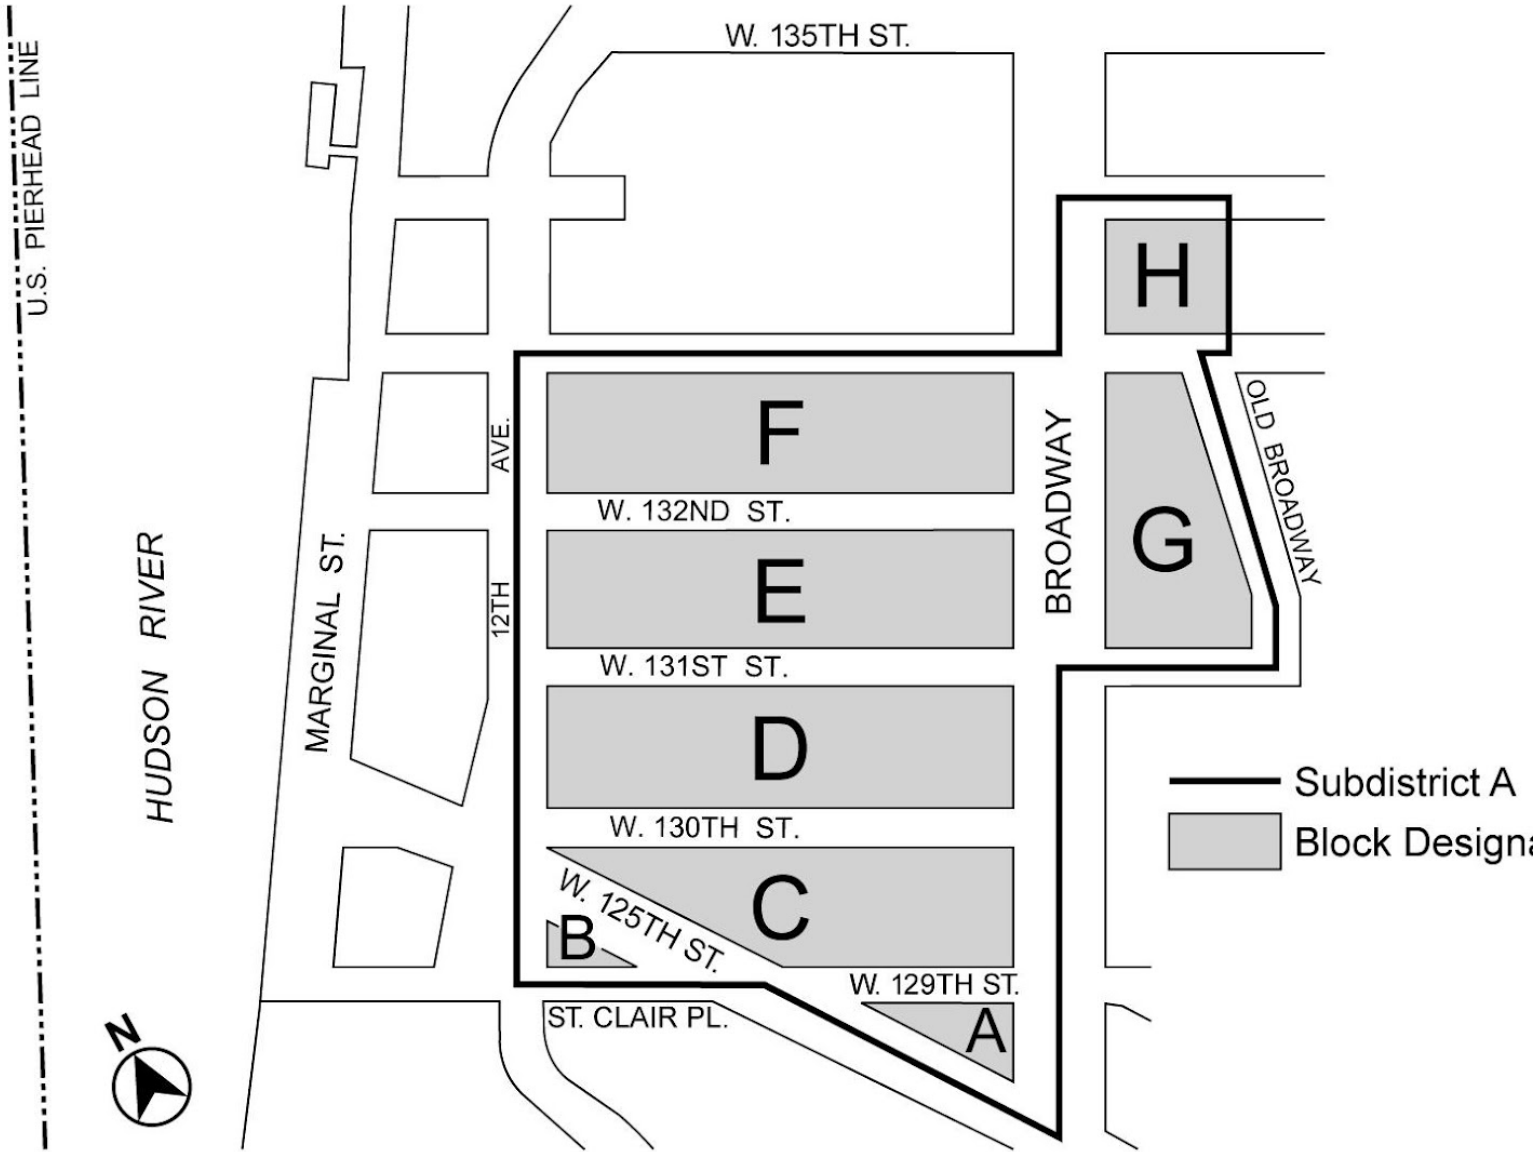 W. 135TH ST.
U.S. PIERHEAD LINE
H
F
OLD BROADWAY
AVE.
BROADWAY
W. 132ND ST.
G
E
12TH
MARGINAL ST.
HUDSON RIVER
W. 131ST ST.
D
Subdistrict A
W. 130TH ST.
Block Designa
C
W. 125TH ST.
B
W. 129TH ST.
ST. CLAIR PL.
A
N